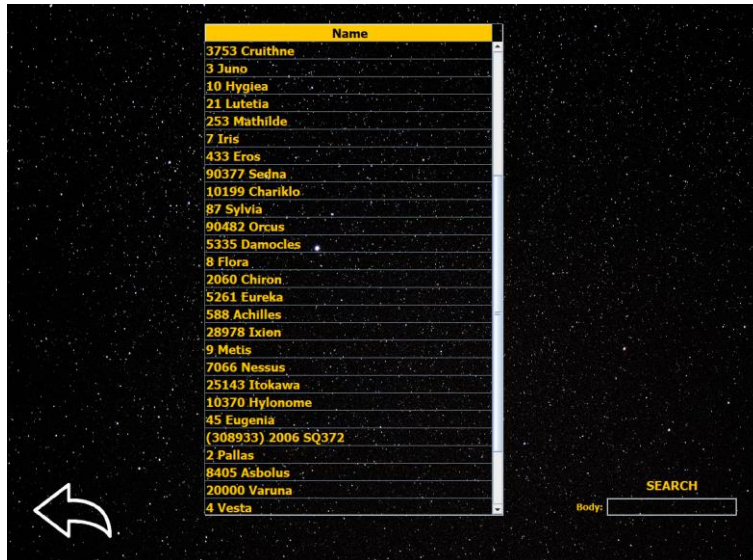 Name
3753 Cruithne
3 Juno
10 Hygiea
21 Lutetia
253 Mathilde
7 Iris
433 Eros
90377 Sedna
10199 Chariklo
87 Sylvia
90482 Orcus
5335 Damocles
8 Flora
2060 Chiron
5261 Eureka
588 Achilles
28978 Ixion
9 Metis
7066 Nessus
25143 Itokawa
10370 Hylonome
45 Eugenia
(308933) 2006 SQ372
2 Pallas
8405 Asbolus
20000 Varuna
4 Vesta
SEARCH
Body: